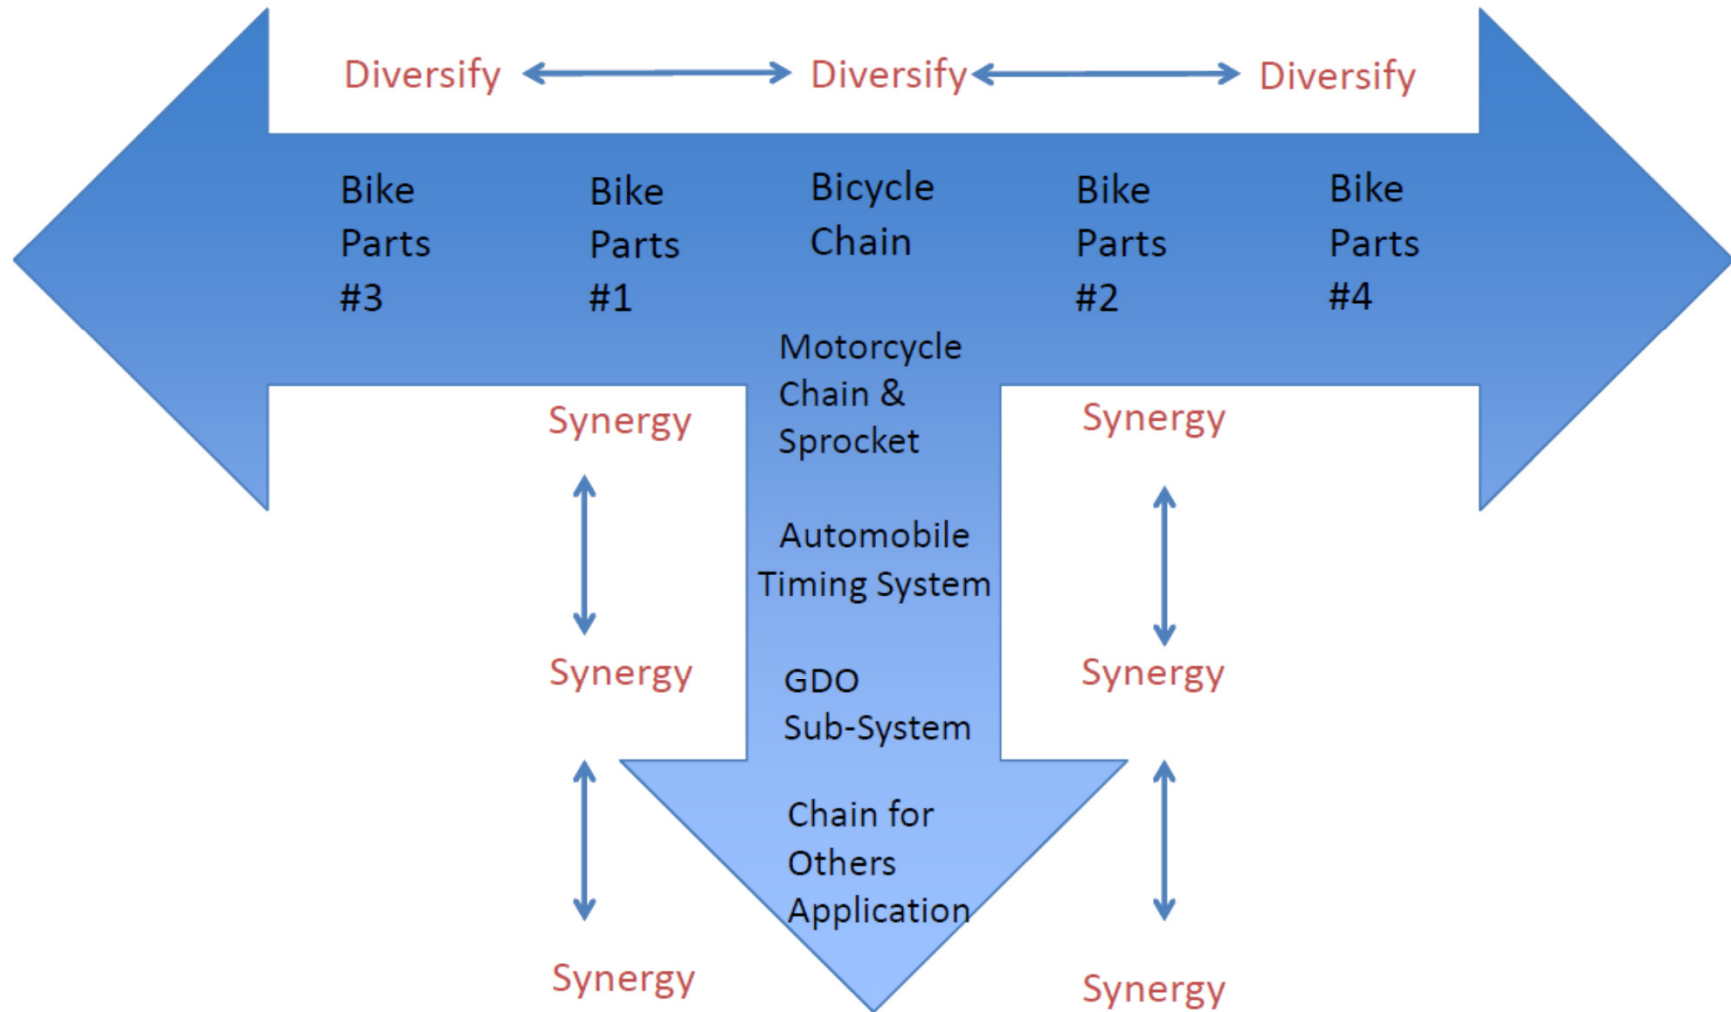 Diversify Diversify Diversify
Bike
Parts
#3
Bike
Parts
#1
Bicycle
Chain
Bike
Parts
#2
Bike
Parts
#4
Motorcycle
Chain &
Sprocket
Synergy
Synergy
Automobile
Timing System
Synergy
GDO
Sub-System
Synergy
Chain for
Others
Application
Synergy
Synergy